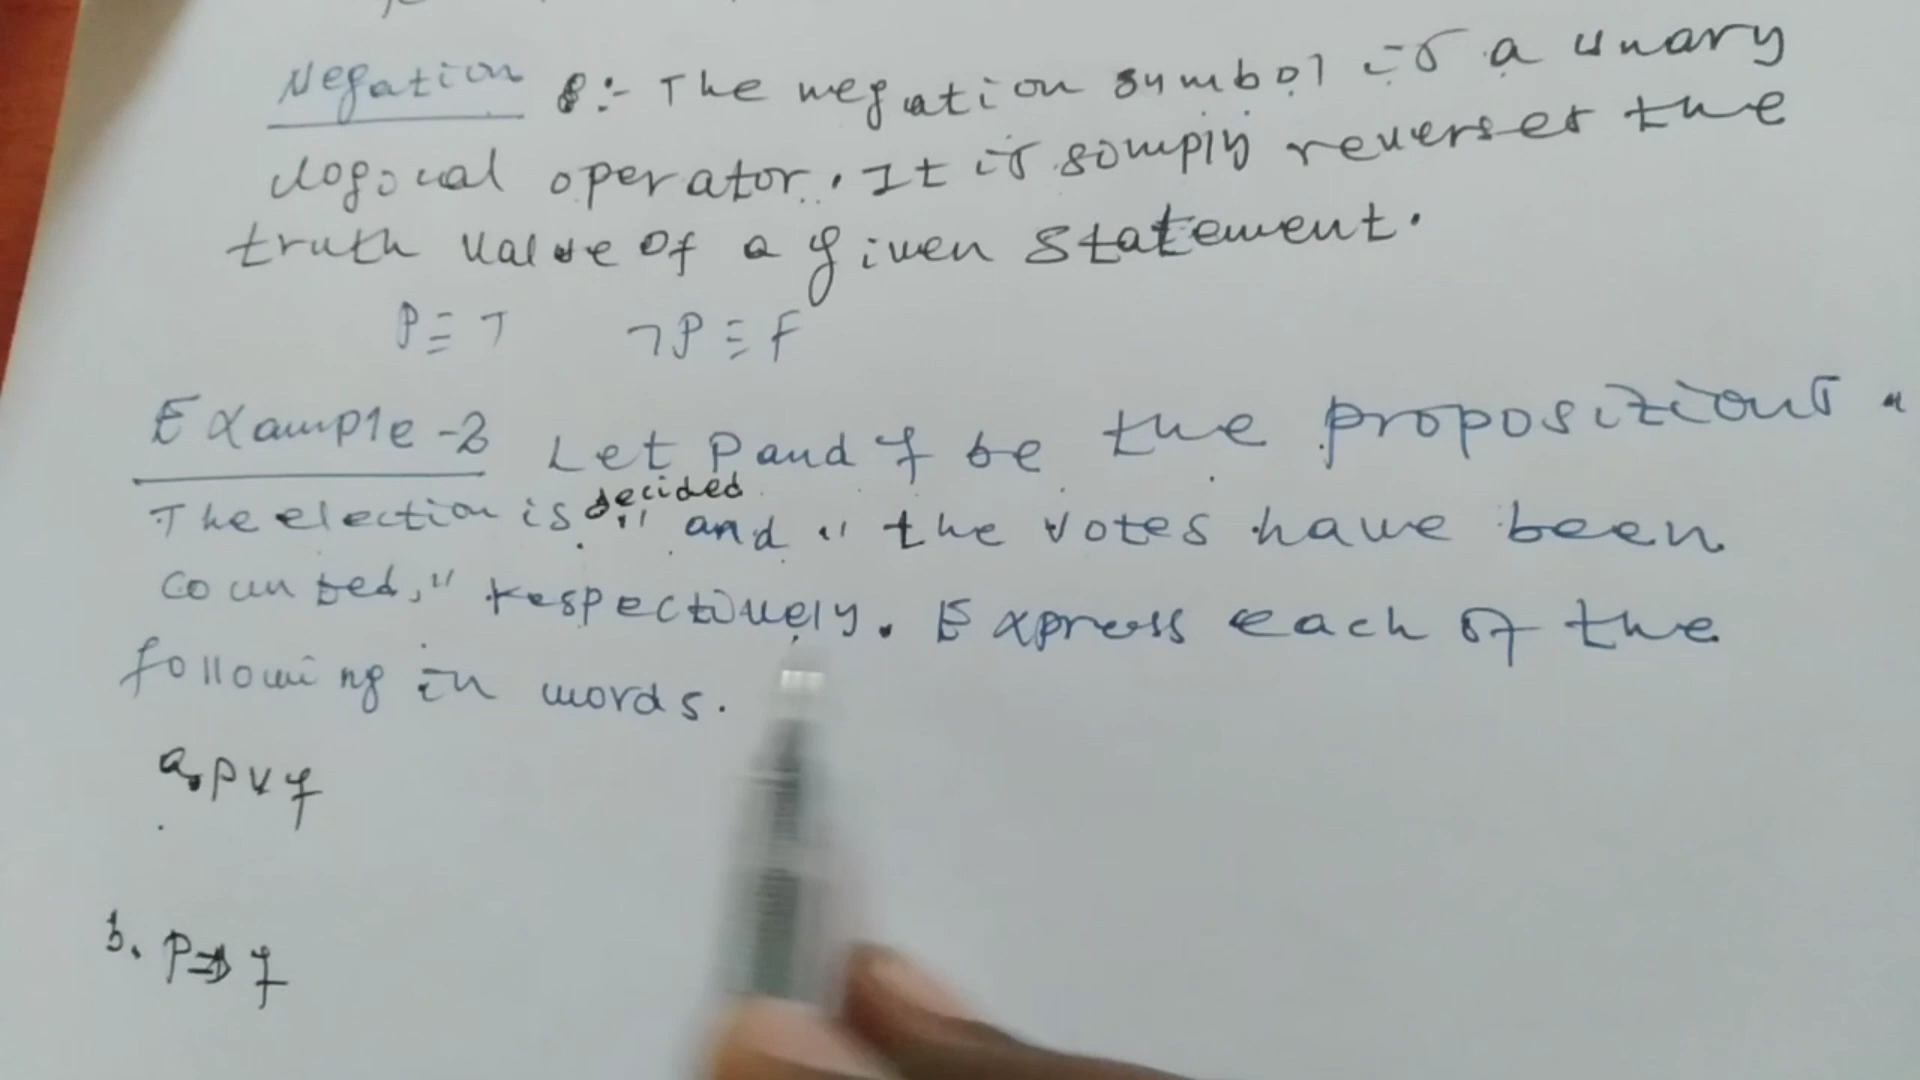 Negation :- The negation symbol is a unary
logical operator. It is simply reverses the
truth value of a given statement.
P ≡ T ¬P ≡ F
Example-2 Let P and q be the propositions "
The election is decided" and "the votes have been
counted," respectively. Express each of the
following in words.
a. P ∨ q
b. P ⇒ q